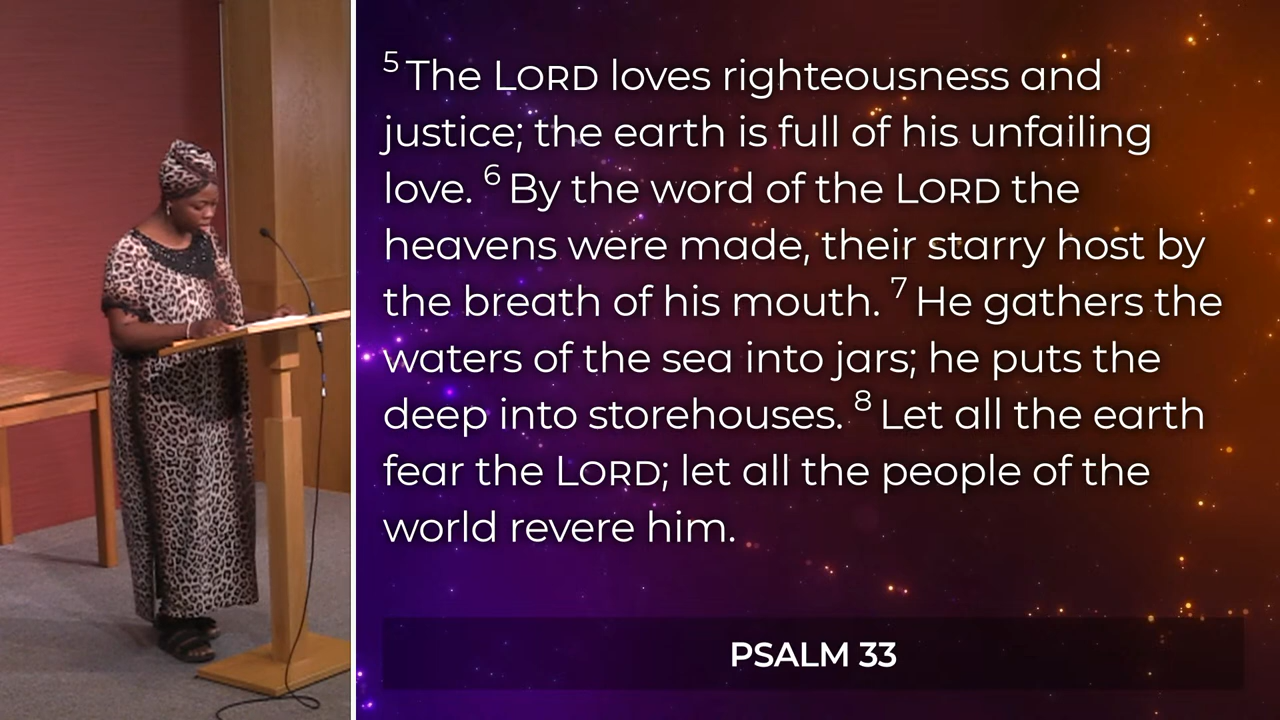 5 The LORD loves righteousness and
justice; the earth is full of his unfailing
love. 6 By the word of the LORD the
heavens were made, their starry host by
the breath of his mouth. 7 He gathers the
waters of the sea into jars; he puts the
deep into storehouses. 8 Let all the earth
fear the LORD; let all the people of the
world revere him.
PSALM 33